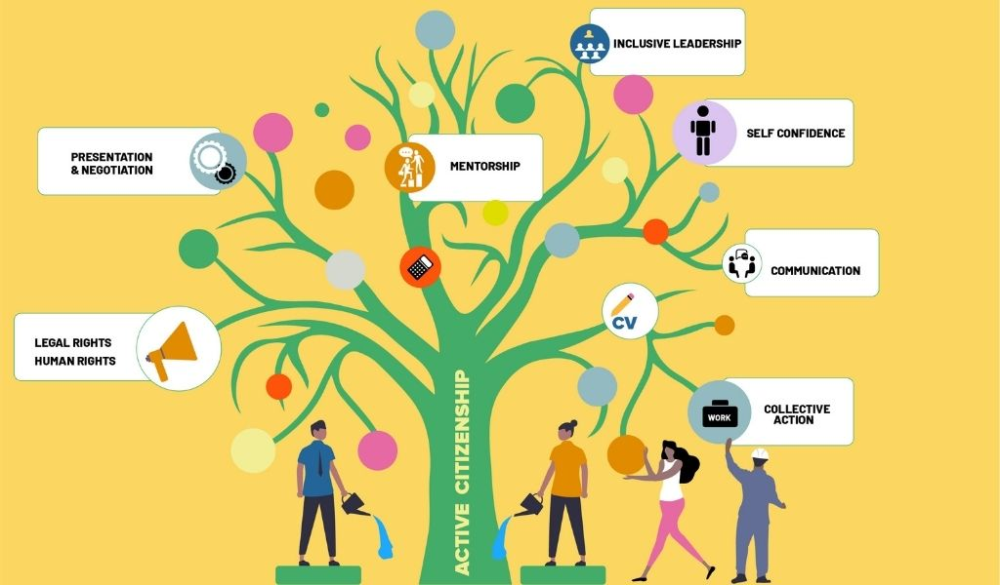 INCLUSIVE LEADERSHIP
SELF CONFIDENCE
PRESENTATION
& NEGOTIATION
MENTORSHIP
COMMUNICATION
CV
LEGAL RIGHTS
HUMAN RIGHTS
WORK
COLLECTIVE
ACTION
ACTIVE CITIZENSHIP